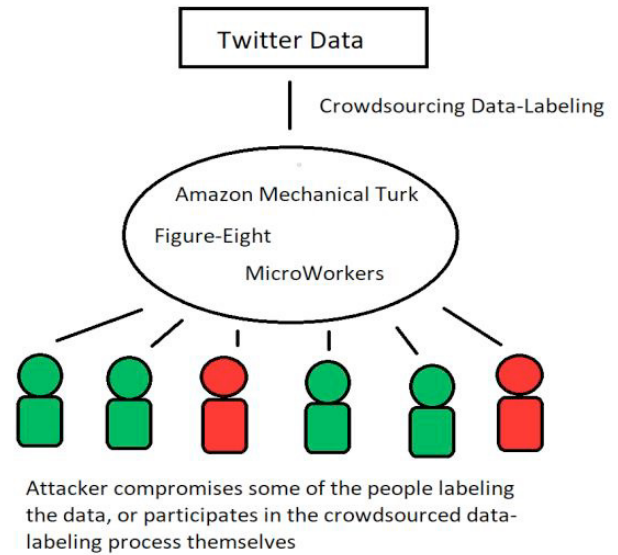 Twitter Data
Crowdsourcing Data-Labeling
Amazon Mechanical Turk
Figure-Eight
MicroWorkers
Attacker compromises some of the people labeling
the data, or participates in the crowdsourced data-
labeling process themselves